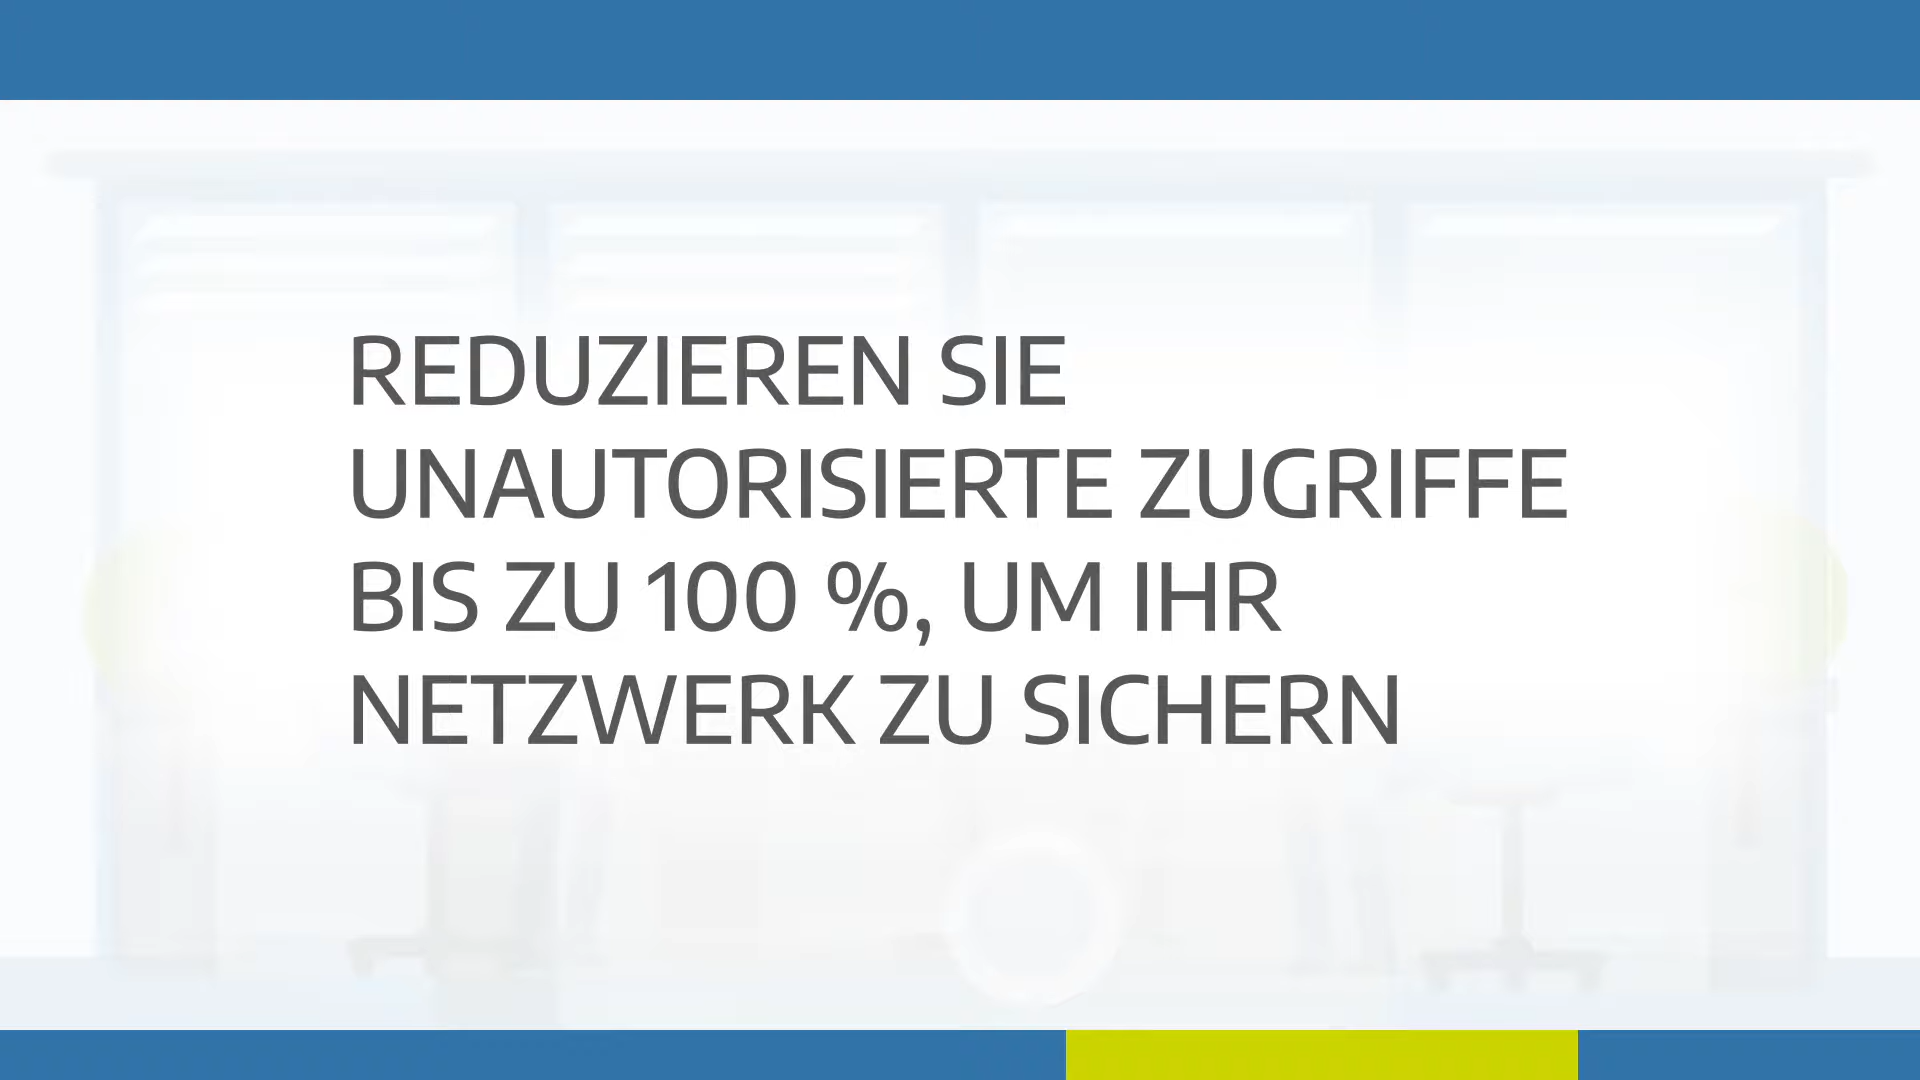 REDUZIEREN SIE
UNAUTORISIERTE ZUGRIFFE
BIS ZU 100 %, UM IHR
NETZWERK ZU SICHERN